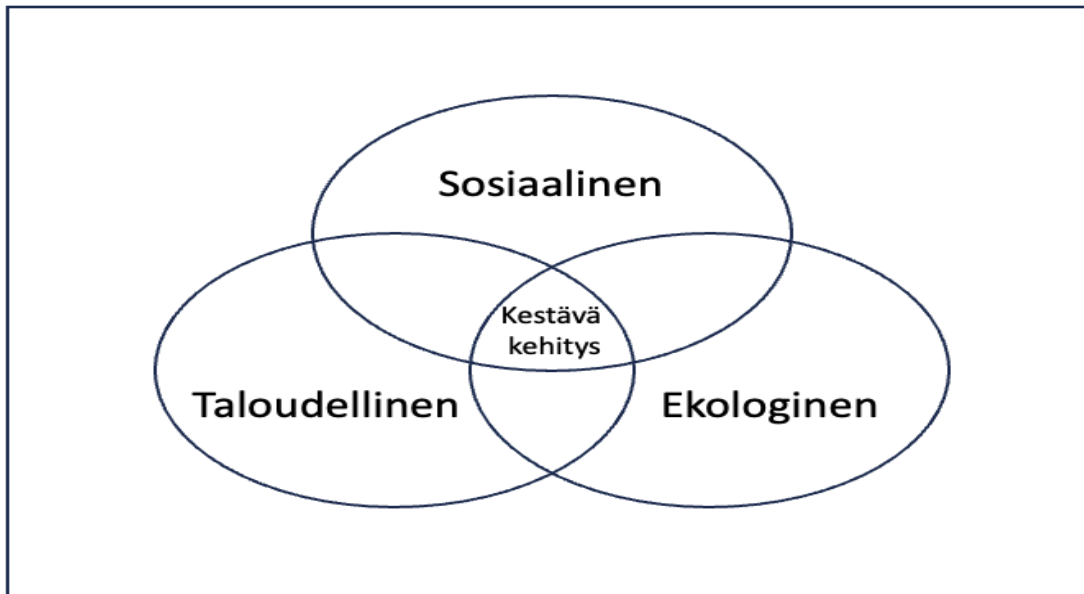 Sosiaalinen
Kestävä
kehitys
Taloudellinen
Ekologinen